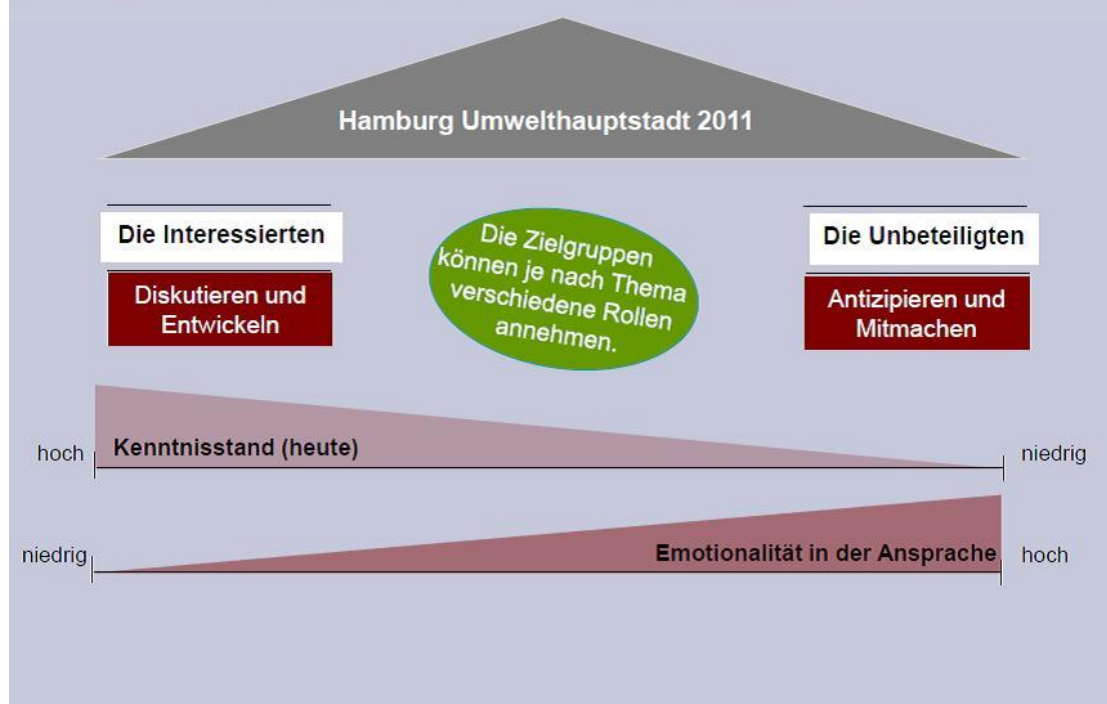 Hamburg Umwelthauptstadt 2011
Die Interessierten
Diskutieren und
Entwickeln
Die Zielgruppen
können je nach Thema
verschiedene Rollen
annehmen.
Die Unbeteiligten
Antizipieren und
Mitmachen
hoch
Kenntnisstand (heute)
niedrig
niedrig
Emotionalität in der Ansprache
hoch